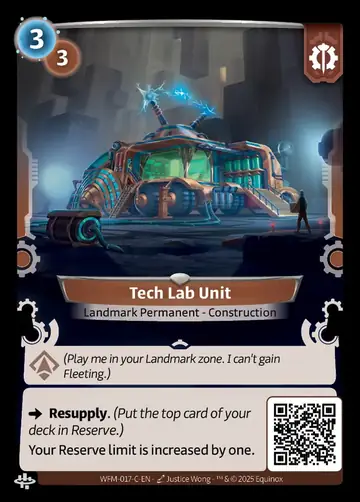 3
3
Tech Lab Unit
Landmark Permanent - Construction
(Play me in your Landmark zone. I can't gain
Fleeting.)
➔ Resupply. (Put the top card of your
deck in Reserve.)
Your Reserve limit is increased by one.
WFM-017-C-EN - Justice Wong - ™ & © 2025 Equinox